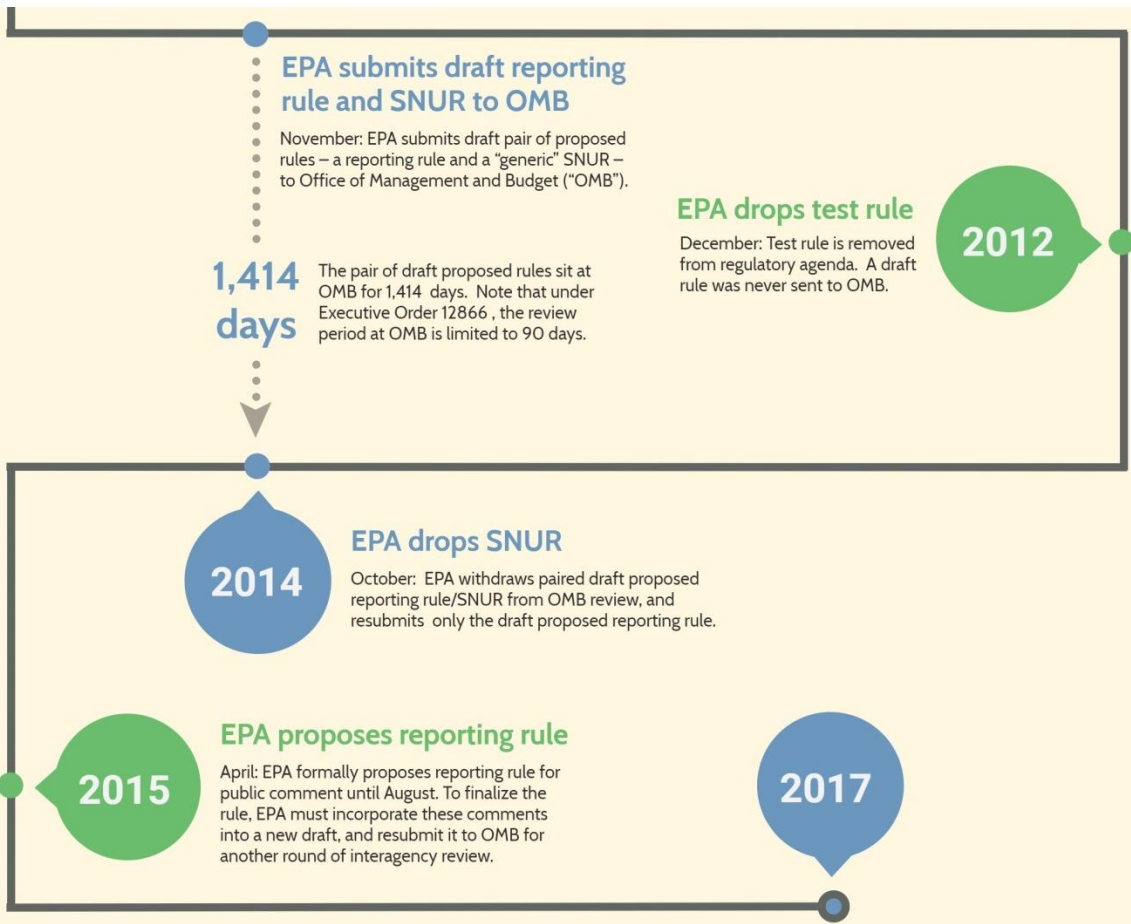 EPA submits draft reporting
rule and SNUR to OMB
November: EPA submits draft pair of proposed
rules – a reporting rule and a “generic” SNUR –
to Office of Management and Budget (“OMB”).
EPA drops test rule
December: Test rule is removed
from regulatory agenda. A draft
rule was never sent to OMB.
2012
1,414
days
The pair of draft proposed rules sit at
OMB for 1,414 days. Note that under
Executive Order 12866 , the review
period at OMB is limited to 90 days.
2014
EPA drops SNUR
October: EPA withdraws paired draft proposed
reporting rule/SNUR from OMB review, and
resubmits only the draft proposed reporting rule.
2015
EPA proposes reporting rule
April: EPA formally proposes reporting rule for
public comment until August. To finalize the
rule, EPA must incorporate these comments
into a new draft, and resubmit it to OMB for
another round of interagency review.
2017